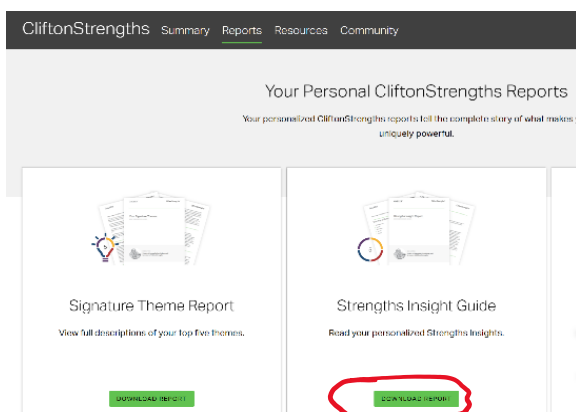 CliftonStrengths Summary Reports Resources Community
Your Personal CliftonStrengths Reports
Your personalized CliftonStrengths reports tell the complete story of what makes
uniquely powerful.
Signature Theme Report
View full descriptions of your top five themes.
DOWNLOAD REPORT
Strengths Insight Guide
Read your personalized Strengths Insights.
DOWNLOAD REPORT